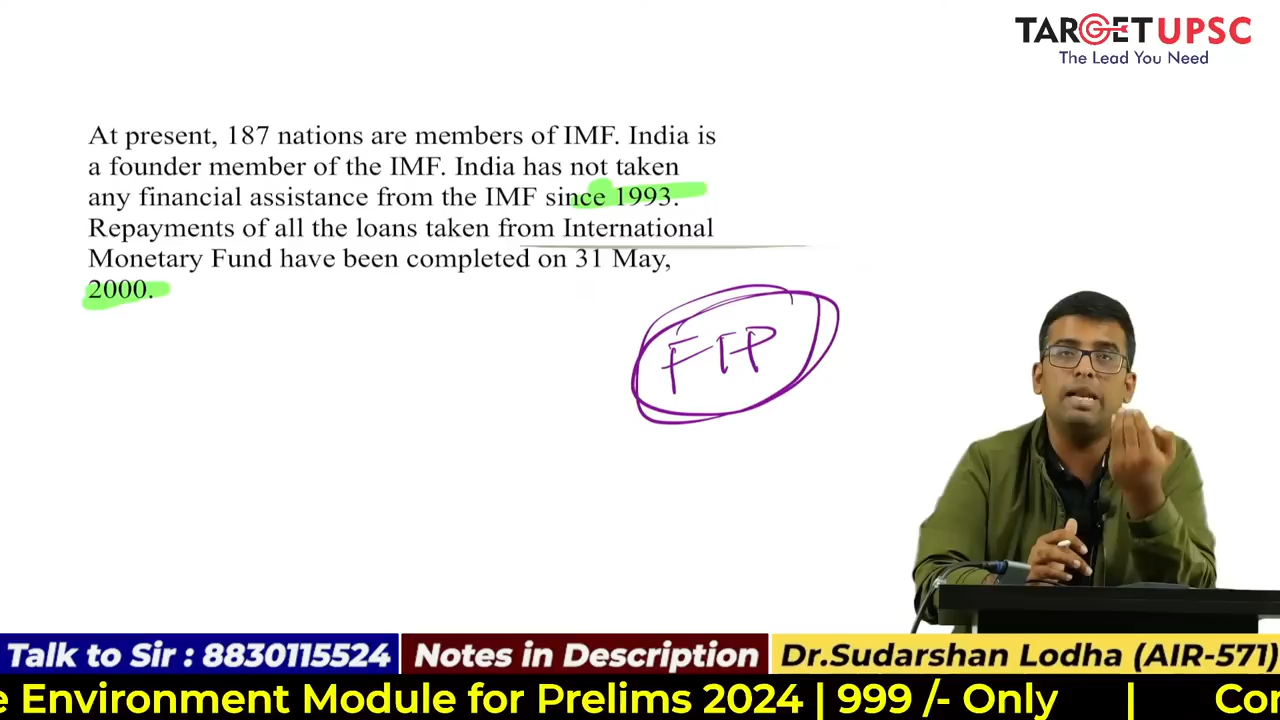 TARGET UPSC
The Lead You Need
At present, 187 nations are members of IMF. India is
a founder member of the IMF. India has not taken
any financial assistance from the IMF since 1993.
Repayments of all the loans taken from International
Monetary Fund have been completed on 31 May,
2000.
FTP
Talk to Sir : 8830115524
Notes in Description
Dr.Sudarshan Lodha (AIR-571)
e Environment Module for Prelims 2024 | 999 /- Only | Cor